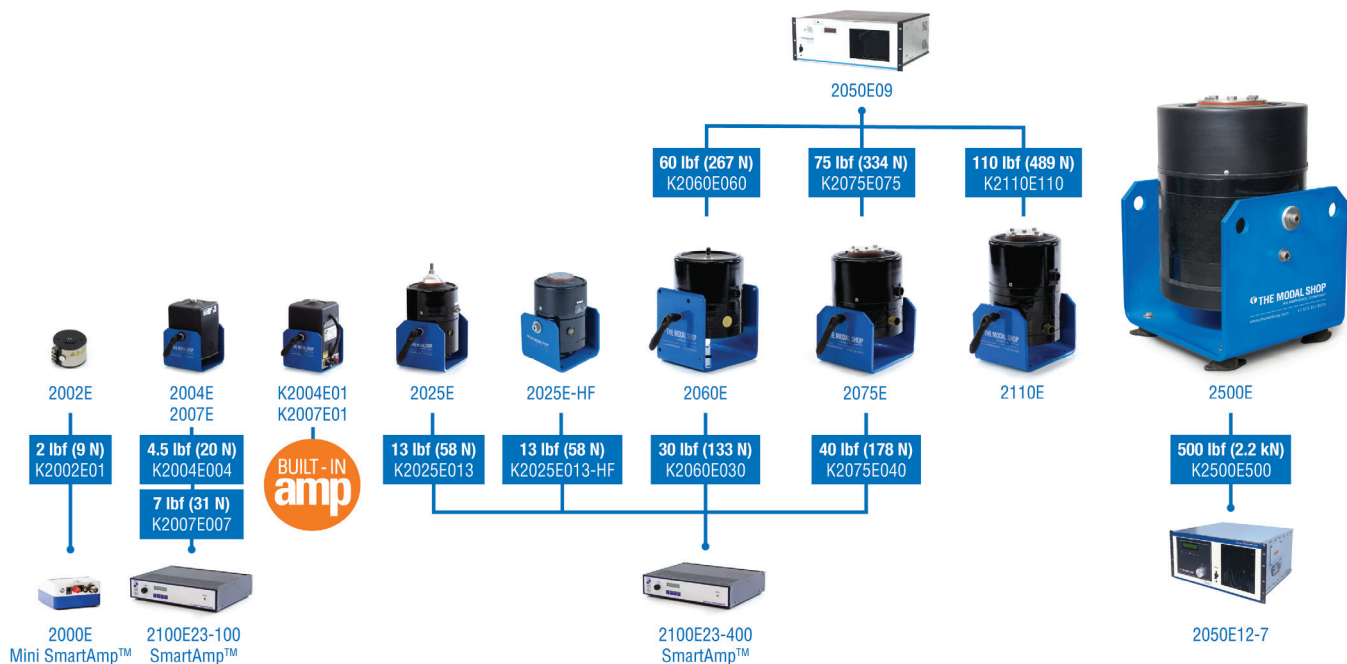 2050E09
60 lbf (267 N)
K2060E060
75 lbf (334 N)
K2075E075
110 lbf (489 N)
K2110E110
THE MODAL SHOP
2002E
2004E
2007E
K2004E01
K2007E01
2025E
2025E-HF
2060E
2075E
2110E
2500E
2 lbf (9 N)
K2002E01
4.5 lbf (20 N)
K2004E004
7 lbf (31 N)
K2007E007
BUILT - IN
amp
13 lbf (58 N)
K2025E013
13 lbf (58 N)
K2025E013-HF
30 lbf (133 N)
K2060E030
40 lbf (178 N)
K2075E040
500 lbf (2.2 kN)
K2500E500
2000E
Mini SmartAmp™
2100E23-100
SmartAmp™
2100E23-400
SmartAmp™
2050E12-7